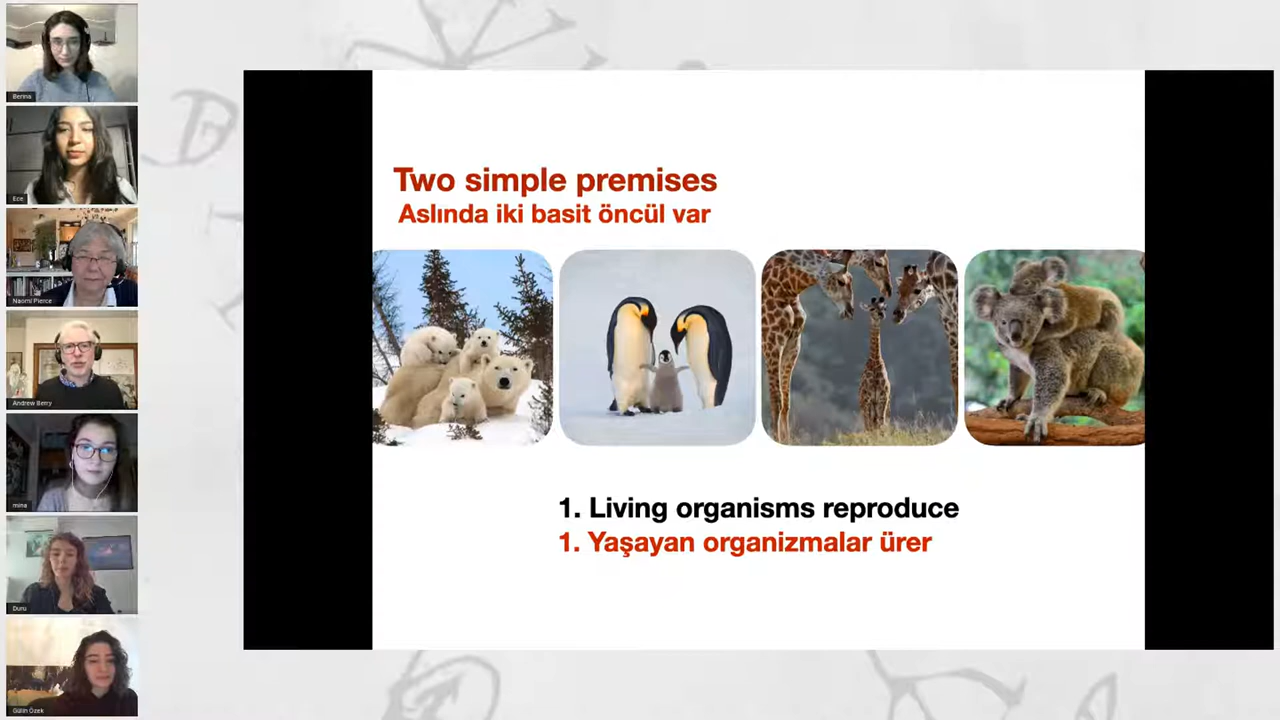 Berina
Ece
Naomi Pierce
Andrew Berry
mina
Duru
Gülin Özek
Two simple premises
Aslında iki basit öncül var
1. Living organisms reproduce
1. Yaşayan organizmalar ürer